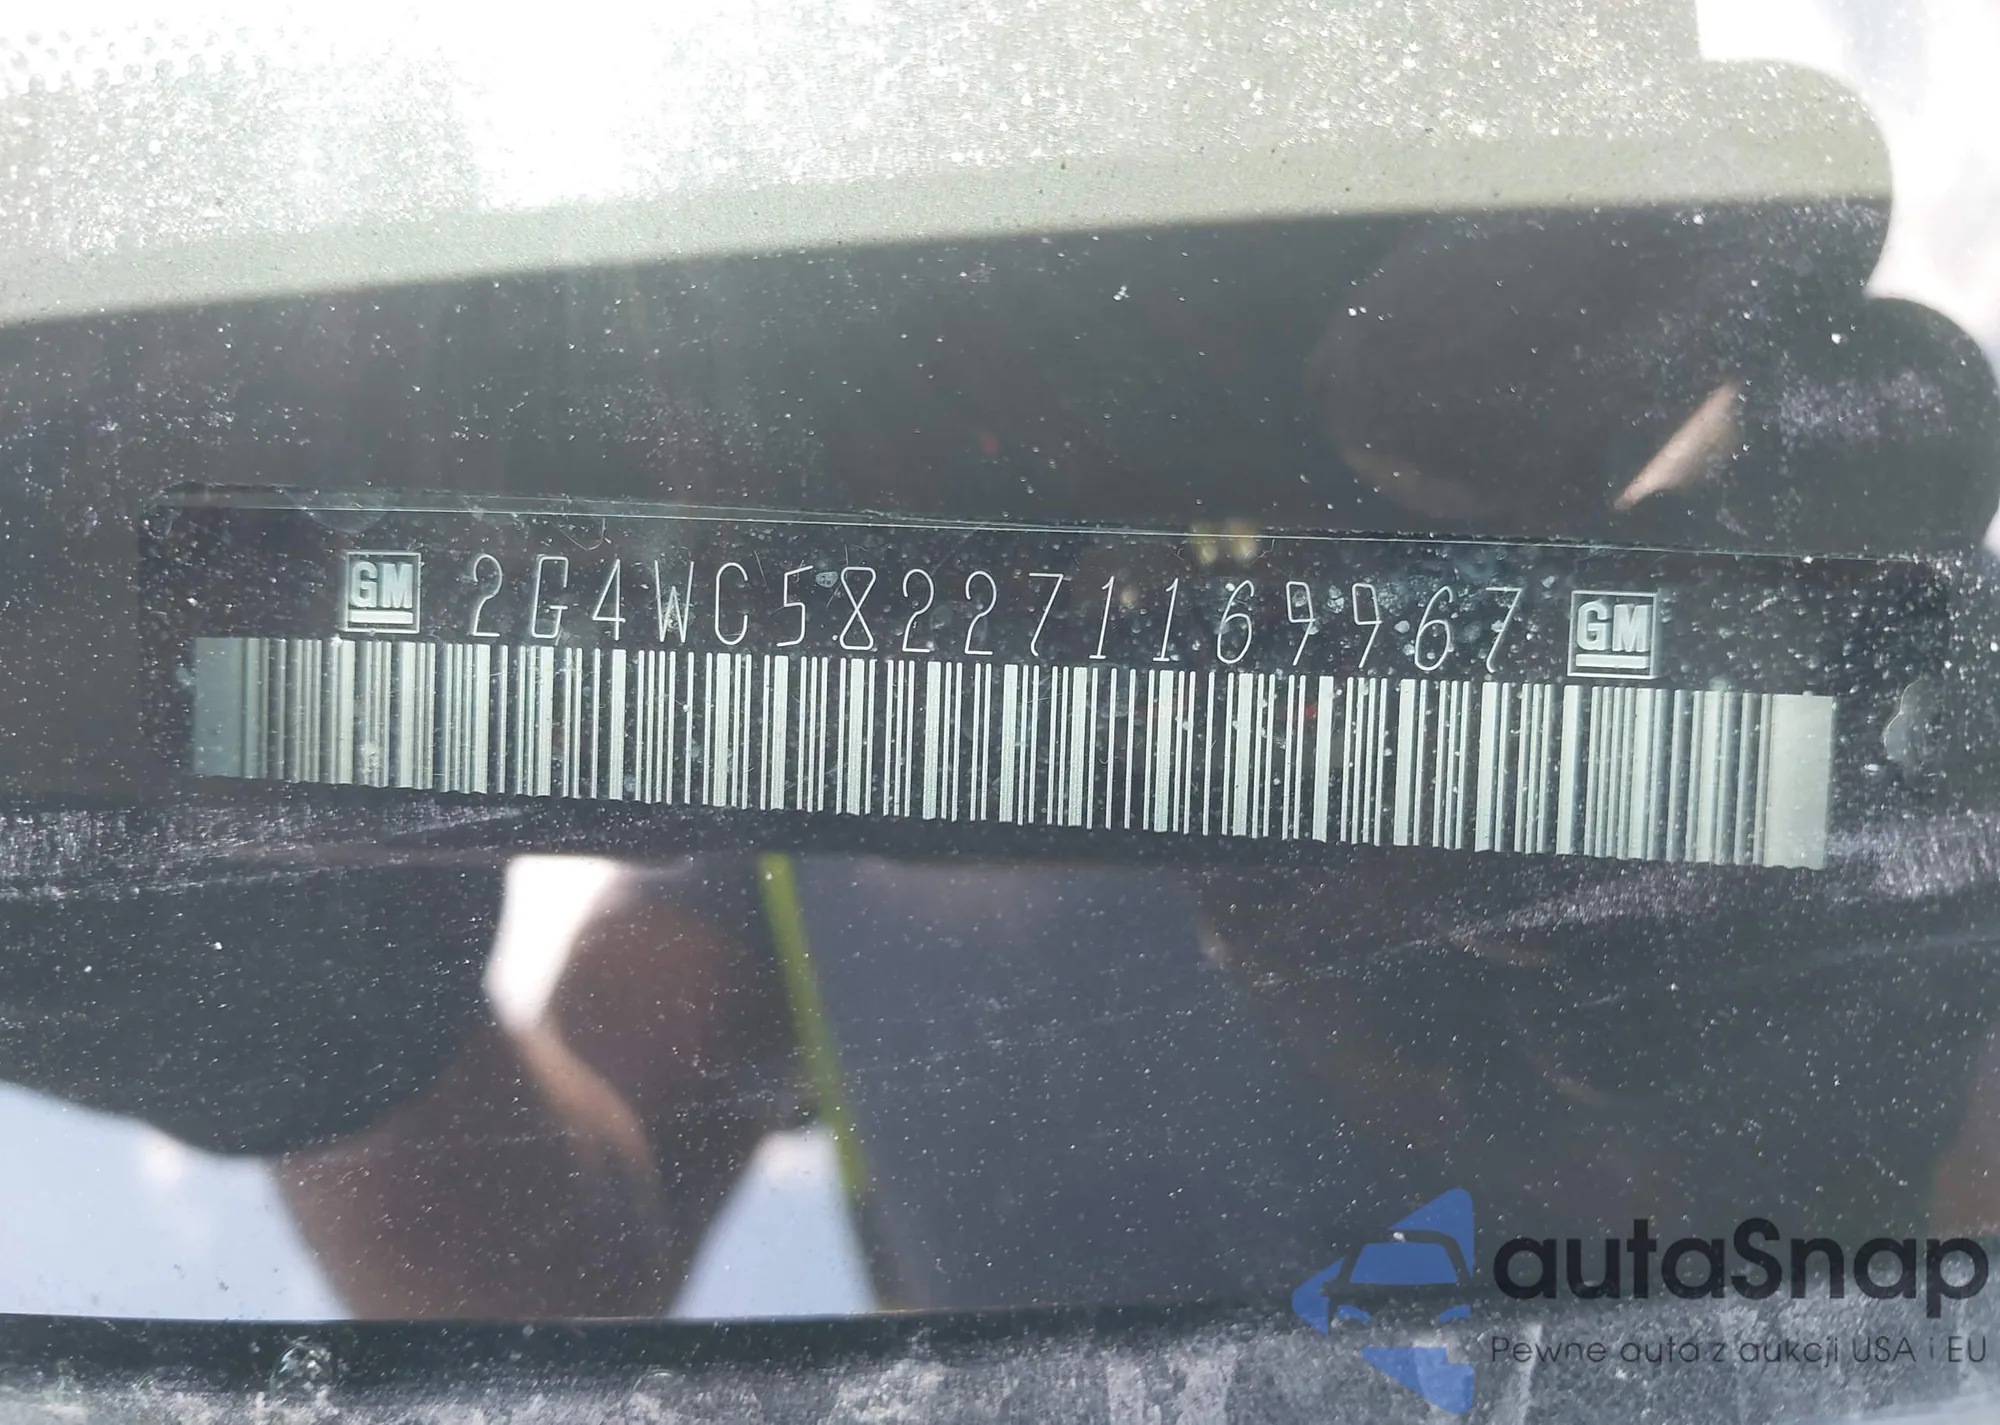 GM 2G4WC582271169967 GM
autaSnap
Pewne auta z aukcji USA i EU